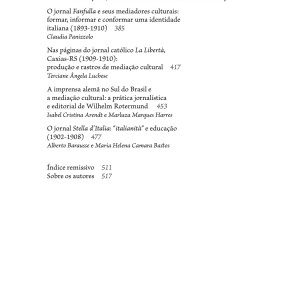 O jornal Fanfulla e seus mediadores culturais:
formar, informar e conformar uma identidade
italiana (1893-1910) 385
Claudia Panizzolo
Nas páginas do jornal católico La Libertà,
Caxias-RS (1909-1910):
produção e rastros de mediação cultural 417
Terciane Ângela Luchese
A imprensa alemã no Sul do Brasil e
a mediação cultural: a prática jornalística
e editorial de Wilhelm Rotermund 453
Isabel Cristina Arendt e Marluza Marques Harres
O jornal Stella d'Italia: "italianità" e educação
(1902-1908) 477
Alberto Barausse e Maria Helena Camara Bastos
Índice remissivo 511
Sobre os autores 517